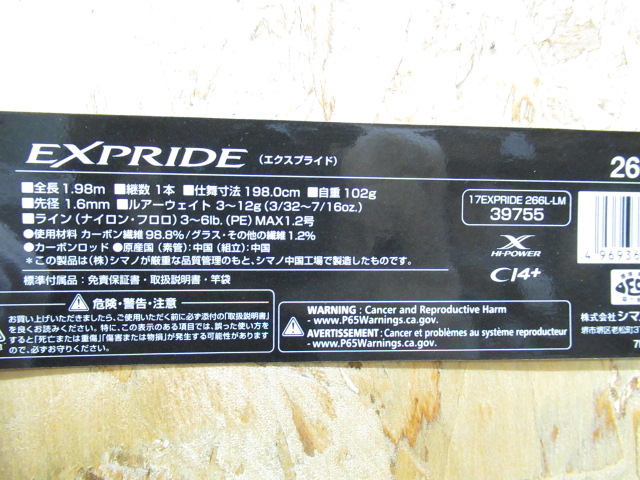 EXPRIDE (エクスプライド)
26
■全長 1.98m ■継数 1本 ■仕舞寸法 198.0cm ■自重 102g
■先径 1.6mm ■ルアーウェイト 3~12g (3/32~7/16oz.)
■ライン (ナイロン・フロロ) 3~6lb. (PE) MAX1.2号
●使用材料 カーボン繊維 98.8%/グラス・その他の繊維 1.2%
●カーボンロッド ●原産国 (素管):中国 (組立):中国
*この製品は(株)シマノが厳重な品質管理のもと、シマノ中国工場で製造したものです。
標準付属品:免責保証書・取扱説明書・竿袋
17EXPRIDE 266L-LM
39755
X
HI-POWER
CI4+
4 96936
危険・警告・注意
お買い上げいただきましたら、ご使用いただく前に必ず添付の「取扱説明書」
を良くお読みください。特に、この表示のある項目では、誤った使い方を
すると「死亡または重傷」「傷害または物損」が発生する可能性があります
ので、必ずお守りください。
WARNING: Cancer and Reproductive Harm
- www.P65Warnings.ca.gov.
AVERTISSEMENT: Cancer et problèmes au système reproducteur
- www.P65Warnings.ca.gov.
株式会社シマノ
堺市堺区老松町3丁